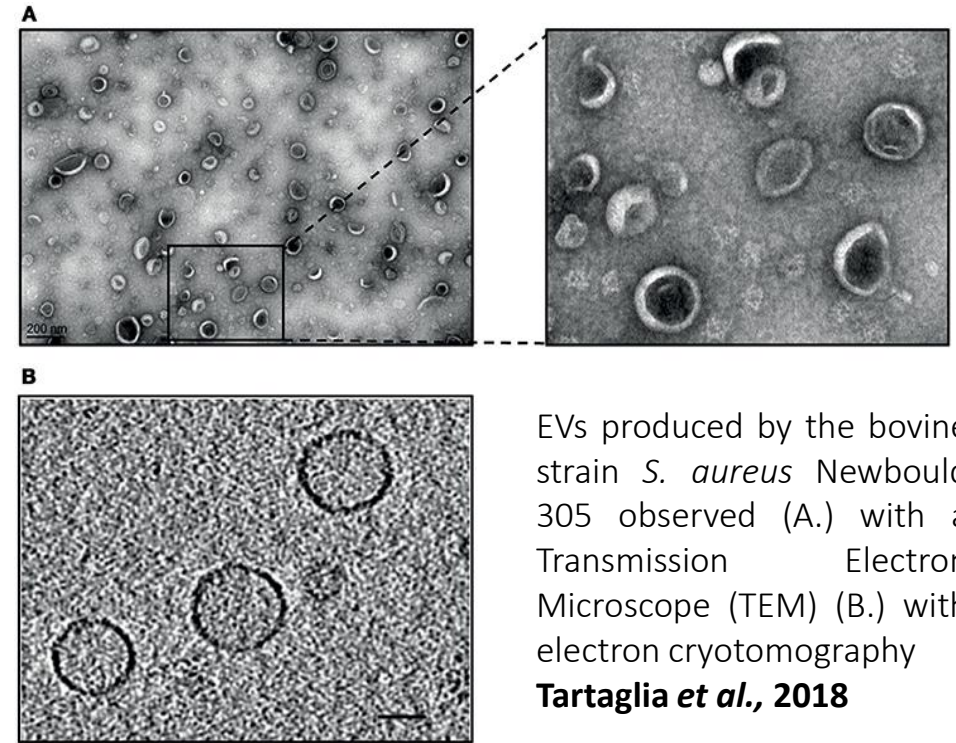 A
200 nm
B
EVs produced by the bovine
strain S. aureus Newbould
305 observed (A.) with a
Transmission Electron
Microscope (TEM) (B.) with
electron cryotomography
Tartaglia et al., 2018